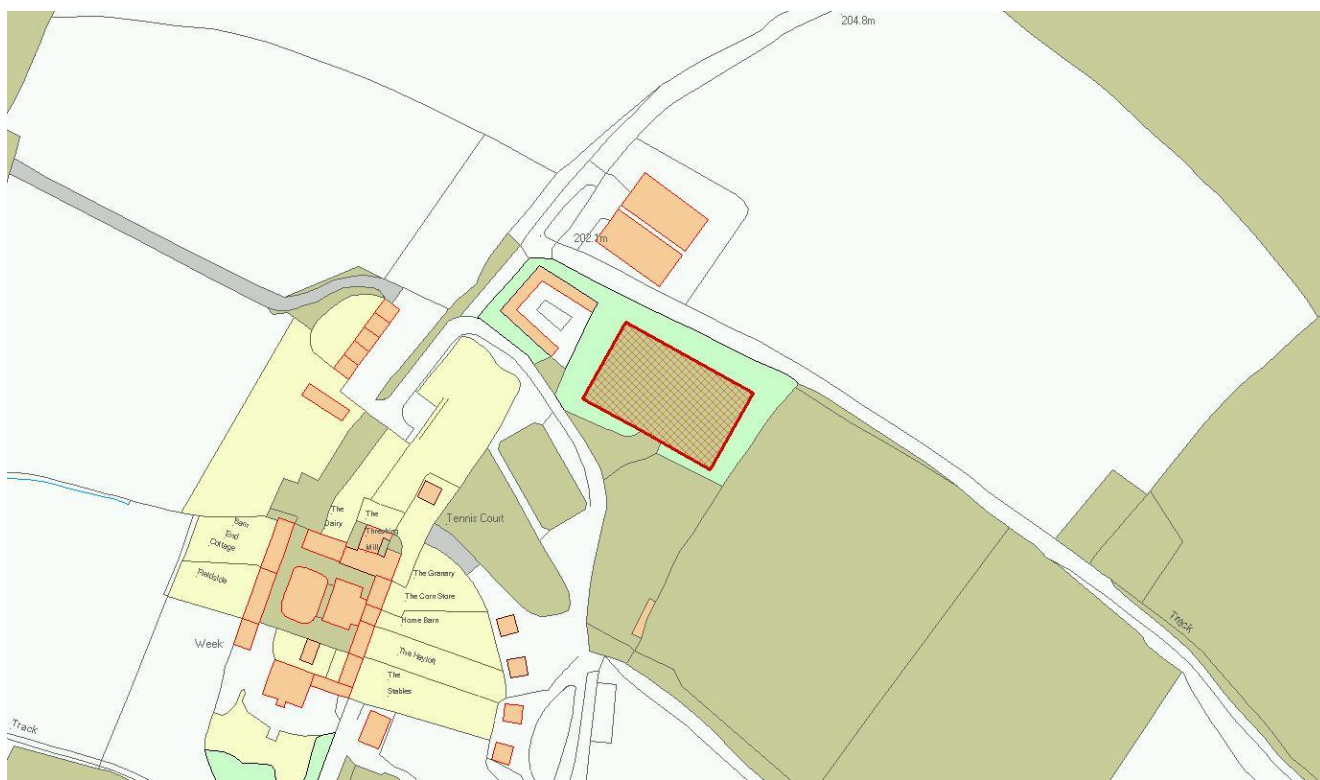 204.8m
202.1m
The
Dairy
The
Threshing
Mill
Tennis Court
Barn
End
Cottage
Fieldside
The Granary
The Corn Store
Home Barn
The Hayloft
The
Stables
Week
Track
Track